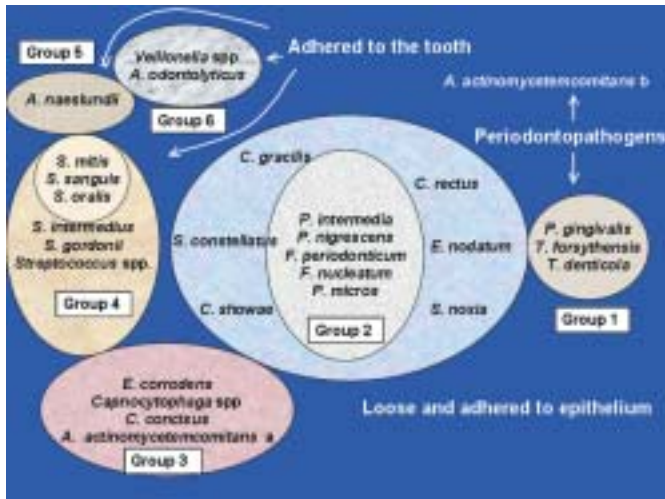 Group 5
Veillonella spp.
A. odontolyticus
Adhered to the tooth
A. actinomycetemcomitans b
A. naeslundii
Group 6
Periodontopathogens
S. mitis
S. sanguis
S. oralis
S. intermedius
S. gordonii
Streptococcus spp.
Group 4
C. gracilis
C. rectus
S. constellatus
E. nodatum
C. showae
S. noxia
P. intermedia
P. nigrescens
F. periodonticum
F. nucleatum
P. micros
Group 2
P. gingivalis
T. forsythensis
T. denticola
Group 1
E. corrodens
Capnocytophaga spp
C. concisus
A. actinomycetemcomitans a
Group 3
Loose and adhered to epithelium